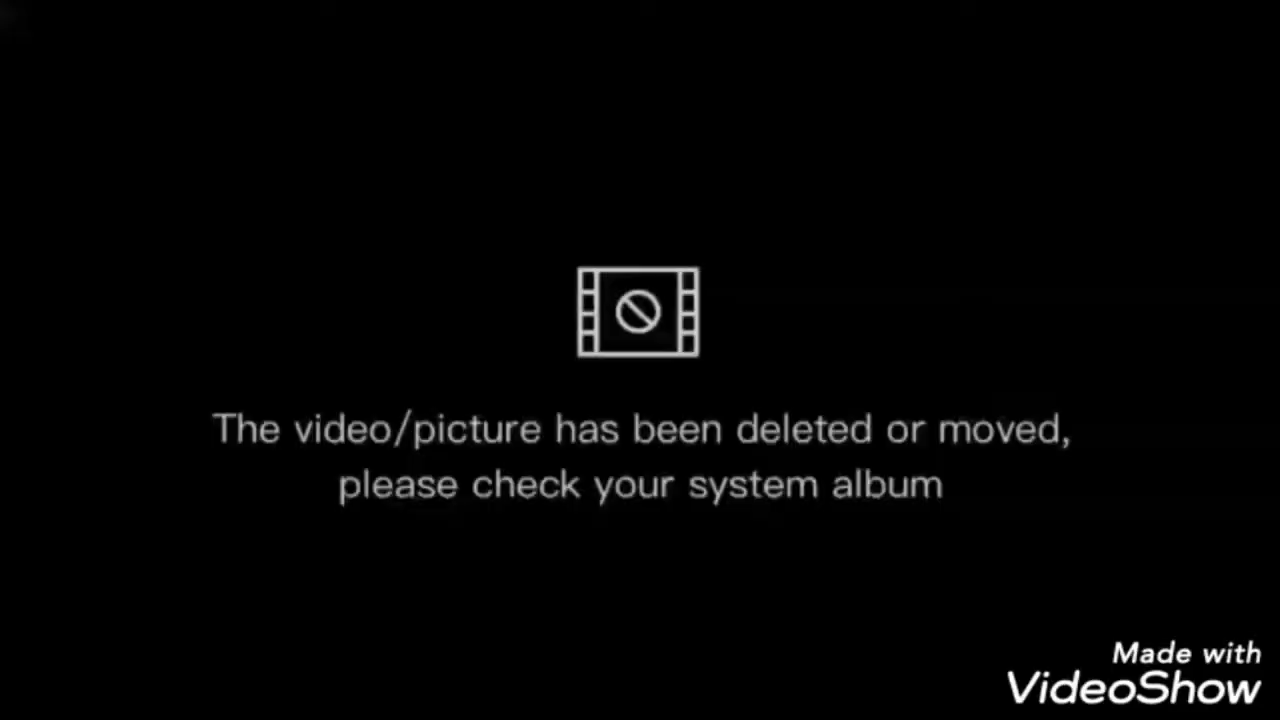 The video/picture has been deleted or moved,
please check your system album
Made with
VideoShow